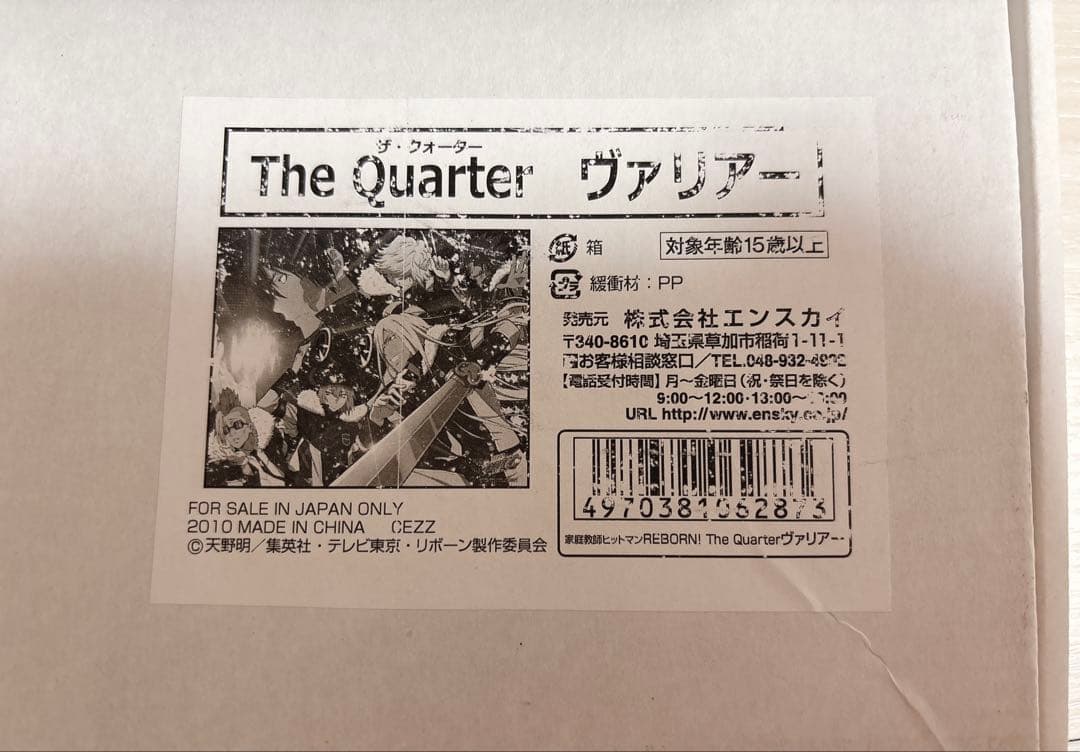 ザ・クォーター
The Quarter ヴァリアー
紙 箱 対象年齢15歳以上
プラ 緩衝材：PP
発売元 株式会社エンスカイ
〒340-8610 埼玉県草加市稲荷1-11-1
お客様相談窓口／TEL.048-932-
【電話受付時間】月〜金曜日（祝・祭日を除く）
9:00〜12:00・13:00〜
URL http://www.ensky.co.jp/
4970381062873
家庭教師ヒットマンREBORN! The Quarterヴァリアー
FOR SALE IN JAPAN ONLY
2010 MADE IN CHINA CEZZ
©天野明／集英社・テレビ東京・リボーン製作委員会